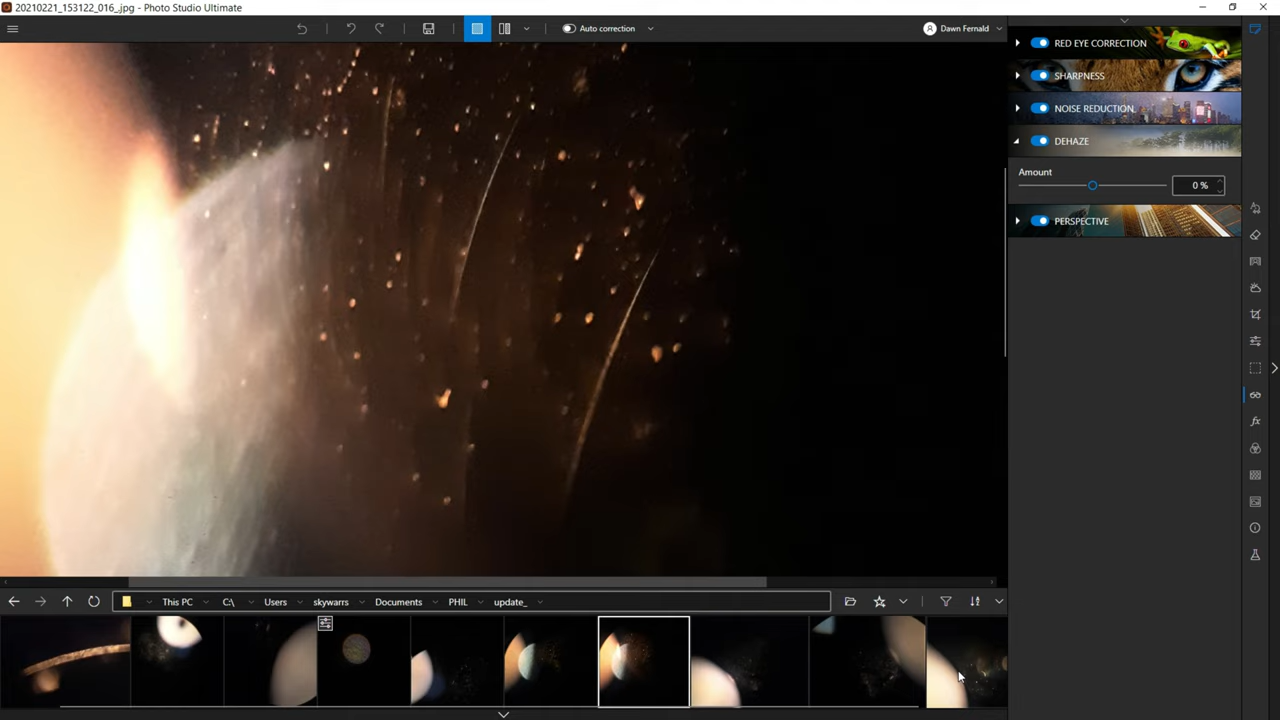 20210221_153122_016_.jpg - Photo Studio Ultimate
Auto correction
Dawn Fernald
RED EYE CORRECTION
SHARPNESS
NOISE REDUCTION
DEHAZE
Amount
0 %
PERSPECTIVE
fx
This PC C:\ Users skywarrs Documents PHIL update_